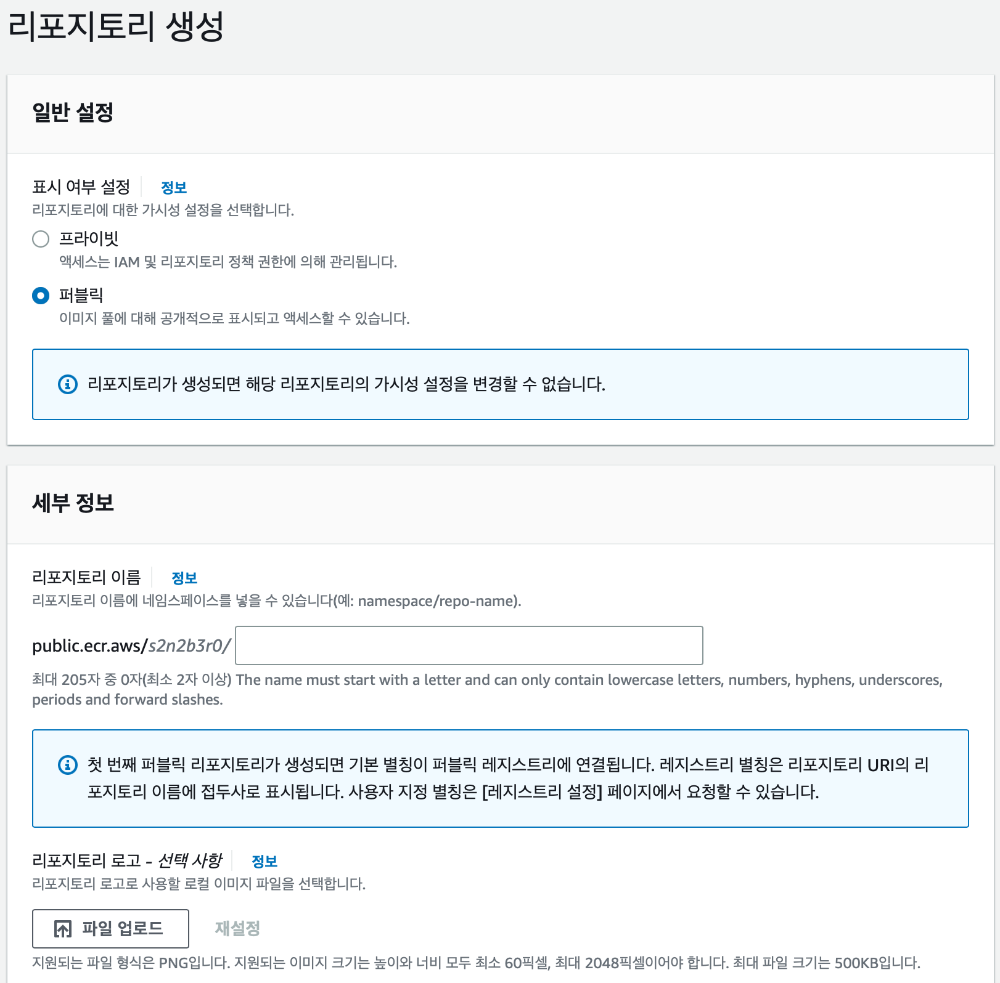 리포지토리 생성
일반 설정
표시 여부 설정 정보
리포지토리에 대한 가시성 설정을 선택합니다.
프라이빗
액세스는 IAM 및 리포지토리 정책 권한에 의해 관리됩니다.
퍼블릭
이미지 풀에 대해 공개적으로 표시되고 액세스할 수 있습니다.
리포지토리가 생성되면 해당 리포지토리의 가시성 설정을 변경할 수 없습니다.
세부 정보
리포지토리 이름 정보
리포지토리 이름에 네임스페이스를 넣을 수 있습니다(예: namespace/repo-name).
public.ecr.aws/s2n2b3r0/
최대 205자 중 0자(최소 2자 이상) The name must start with a letter and can only contain lowercase letters, numbers, hyphens, underscores,
periods and forward slashes.
첫 번째 퍼블릭 리포지토리가 생성되면 기본 별칭이 퍼블릭 레지스트리에 연결됩니다. 레지스트리 별칭은 리포지토리 URI의 리
포지토리 이름에 접두사로 표시됩니다. 사용자 지정 별칭은 [레지스트리 설정] 페이지에서 요청할 수 있습니다.
리포지토리 로고 - 선택 사항 정보
리포지토리 로고로 사용할 로컬 이미지 파일을 선택합니다.
파일 업로드 재설정
지원되는 파일 형식은 PNG입니다. 지원되는 이미지 크기는 높이와 너비 모두 최소 60픽셀, 최대 2048픽셀이어야 합니다. 최대 파일 크기는 500KB입니다.